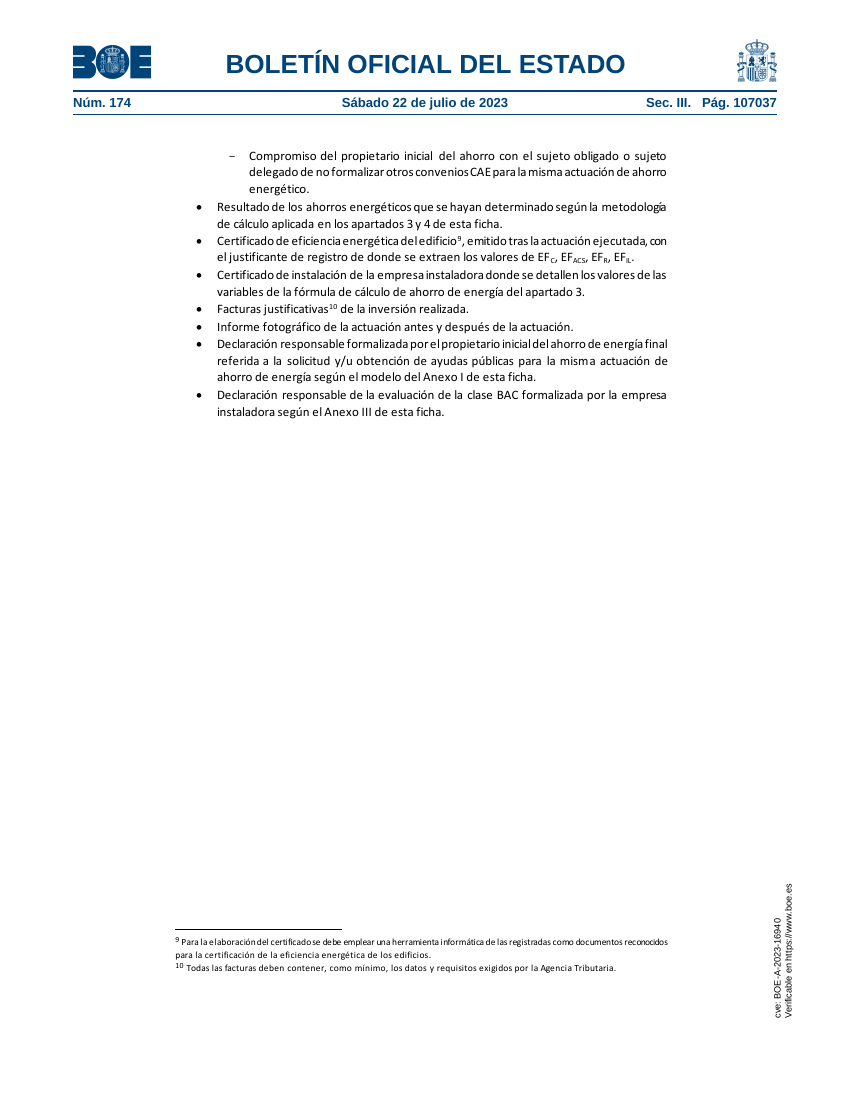 BOE
BOLETÍN OFICIAL DEL ESTADO
Núm. 174 Sábado 22 de julio de 2023 Sec. III. Pág. 107037
− Compromiso del propietario inicial del ahorro con el sujeto obligado o sujeto
delegado de no formalizar otros convenios CAE para la misma actuación de ahorro
energético.
• Resultado de los ahorros energéticos que se hayan determinado según la metodología
de cálculo aplicada en los apartados 3 y 4 de esta ficha.
• Certificado de eficiencia energética del edificio⁹, emitido tras la actuación ejecutada, con
el justificante de registro de donde se extraen los valores de EFC, EFACS, EFR, EFIL.
• Certificado de instalación de la empresa instaladora donde se detallen los valores de las
variables de la fórmula de cálculo de ahorro de energía del apartado 3.
• Facturas justificativas¹⁰ de la inversión realizada.
• Informe fotográfico de la actuación antes y después de la actuación.
• Declaración responsable formalizada por el propietario inicial del ahorro de energía final
referida a la solicitud y/u obtención de ayudas públicas para la misma actuación de
ahorro de energía según el modelo del Anexo I de esta ficha.
• Declaración responsable de la evaluación de la clase BAC formalizada por la empresa
instaladora según el Anexo III de esta ficha.
⁹ Para la elaboración del certificado se debe emplear una herramienta informática de las registradas como documentos reconocidos
para la certificación de la eficiencia energética de los edificios.
¹⁰ Todas las facturas deben contener, como mínimo, los datos y requisitos exigidos por la Agencia Tributaria.
cve: BOE-A-2023-16940
Verificable en https://www.boe.es